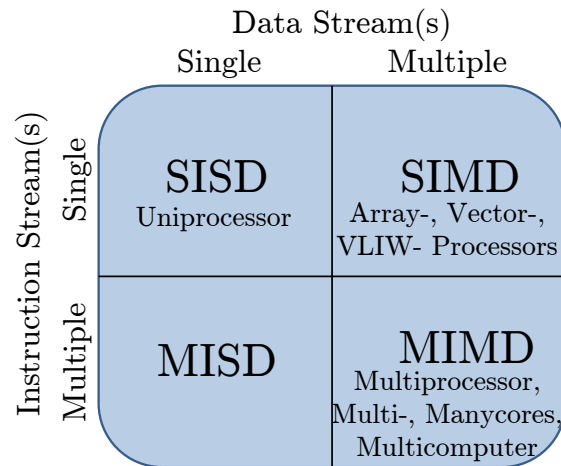 Data Stream(s)
Single
Multiple
Instruction Stream(s)
Single
SISD
Uniprocessor
SIMD
Array-, Vector-,
VLIW- Processors
Multiple
MISD
MIMD
Multiprocessor,
Multi-, Manycores,
Multicomputer